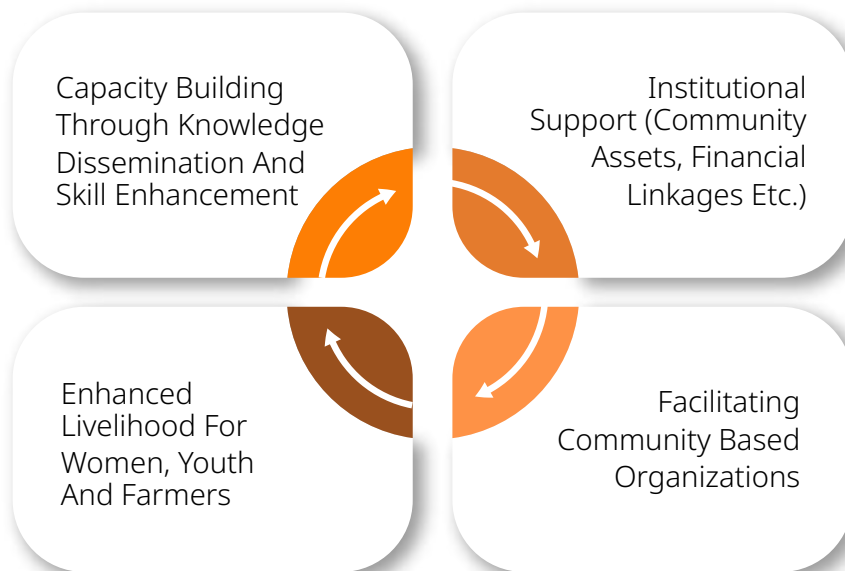 Capacity Building
Through Knowledge
Dissemination And
Skill Enhancement
Institutional
Support (Community
Assets, Financial
Linkages Etc.)
Enhanced
Livelihood For
Women, Youth
And Farmers
Facilitating
Community Based
Organizations